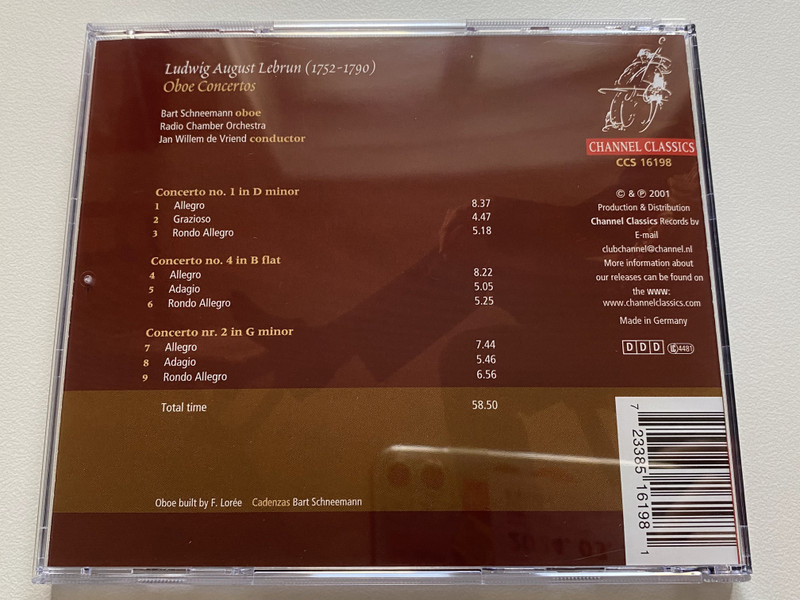 Ludwig August Lebrun (1752-1790)
Oboe Concertos
Bart Schneemann oboe
Radio Chamber Orchestra
Jan Willem de Vriend conductor
Concerto no. 1 in D minor
1 Allegro 8.37
2 Grazioso 4.47
3 Rondo Allegro 5.18
Concerto no. 4 in B flat
4 Allegro 8.22
5 Adagio 5.05
6 Rondo Allegro 5.25
Concerto nr. 2 in G minor
7 Allegro 7.44
8 Adagio 5.46
9 Rondo Allegro 6.56
Total time 58.50
Oboe built by F. Lorée Cadenzas Bart Schneemann
CHANNEL CLASSICS
CCS 16198
© & ℗ 2001
Production & Distribution
Channel Classics Records bv
E-mail
clubchannel@channel.nl
More information about
our releases can be found on
the WWW:
www.channelclassics.com
Made in Germany
DDD LC 4481
7 23385 16198 1